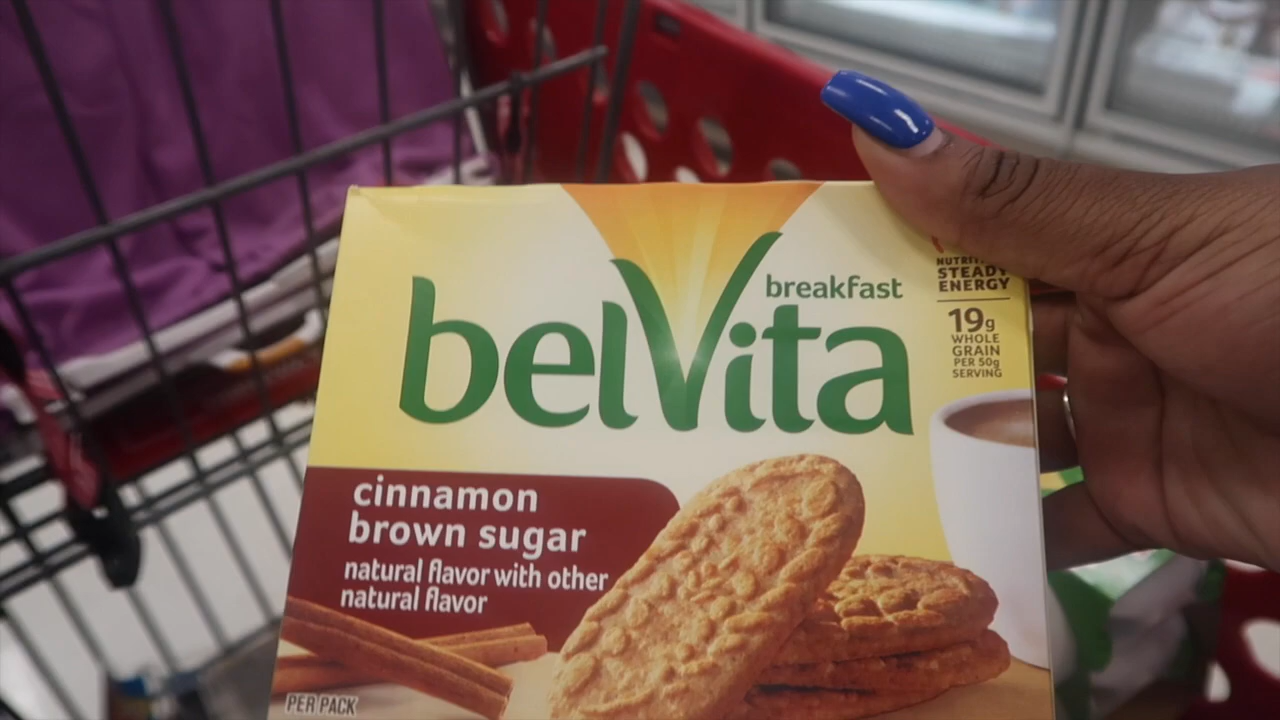 belVita
breakfast
STEADY
ENERGY
19g
WHOLE
GRAIN
PER 50g
SERVING
cinnamon
brown sugar
natural flavor with other
natural flavor
PER PACK